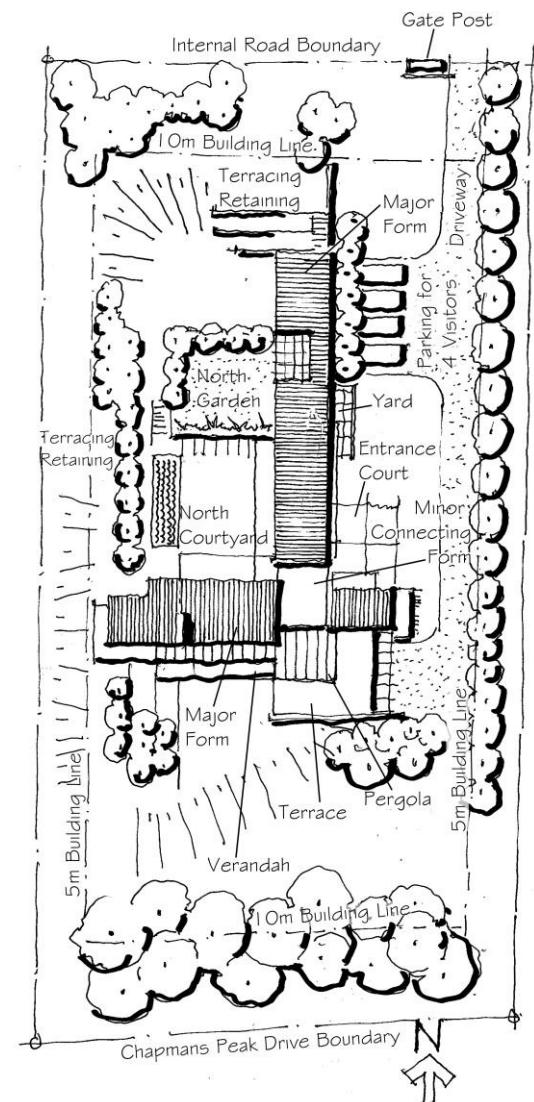 Gate Post
Internal Road Boundary
10m Building Line
Terracing
Retaining
Major
Form
Driveway
Parking for
4 Visitors
North
Garden
Yard
Terracing
Retaining
Entrance
Court
North
Courtyard
Minor
Connecting
Form
Major
Form
5m Building Line
5m Building Line
Pergola
Terrace
Verandah
10m Building Line
Chapmans Peak Drive Boundary
N